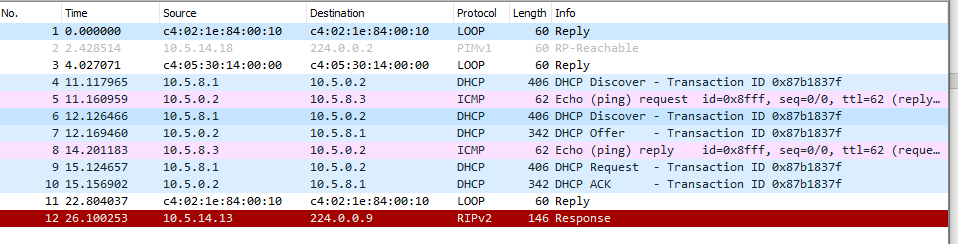 No. Time Source Destination Protocol Length Info
1 0.000000 c4:02:1e:84:00:10 c4:02:1e:84:00:10 LOOP 60 Reply
2 2.428514 10.5.14.18 224.0.0.2 PIMv1 60 RP-Reachable
3 4.027071 c4:05:30:14:00:00 c4:05:30:14:00:00 LOOP 60 Reply
4 11.117965 10.5.8.1 10.5.0.2 DHCP 406 DHCP Discover - Transaction ID 0x87b1837f
5 11.160959 10.5.0.2 10.5.8.3 ICMP 62 Echo (ping) request id=0x8fff, seq=0/0, ttl=62 (reply…
6 12.126466 10.5.8.1 10.5.0.2 DHCP 406 DHCP Discover - Transaction ID 0x87b1837f
7 12.169460 10.5.0.2 10.5.8.1 DHCP 342 DHCP Offer - Transaction ID 0x87b1837f
8 14.201183 10.5.8.3 10.5.0.2 ICMP 62 Echo (ping) reply id=0x8fff, seq=0/0, ttl=62 (reque…
9 15.124657 10.5.8.1 10.5.0.2 DHCP 406 DHCP Request - Transaction ID 0x87b1837f
10 15.156902 10.5.0.2 10.5.8.1 DHCP 342 DHCP ACK - Transaction ID 0x87b1837f
11 22.804037 c4:02:1e:84:00:10 c4:02:1e:84:00:10 LOOP 60 Reply
12 26.100253 10.5.14.13 224.0.0.9 RIPv2 146 Response